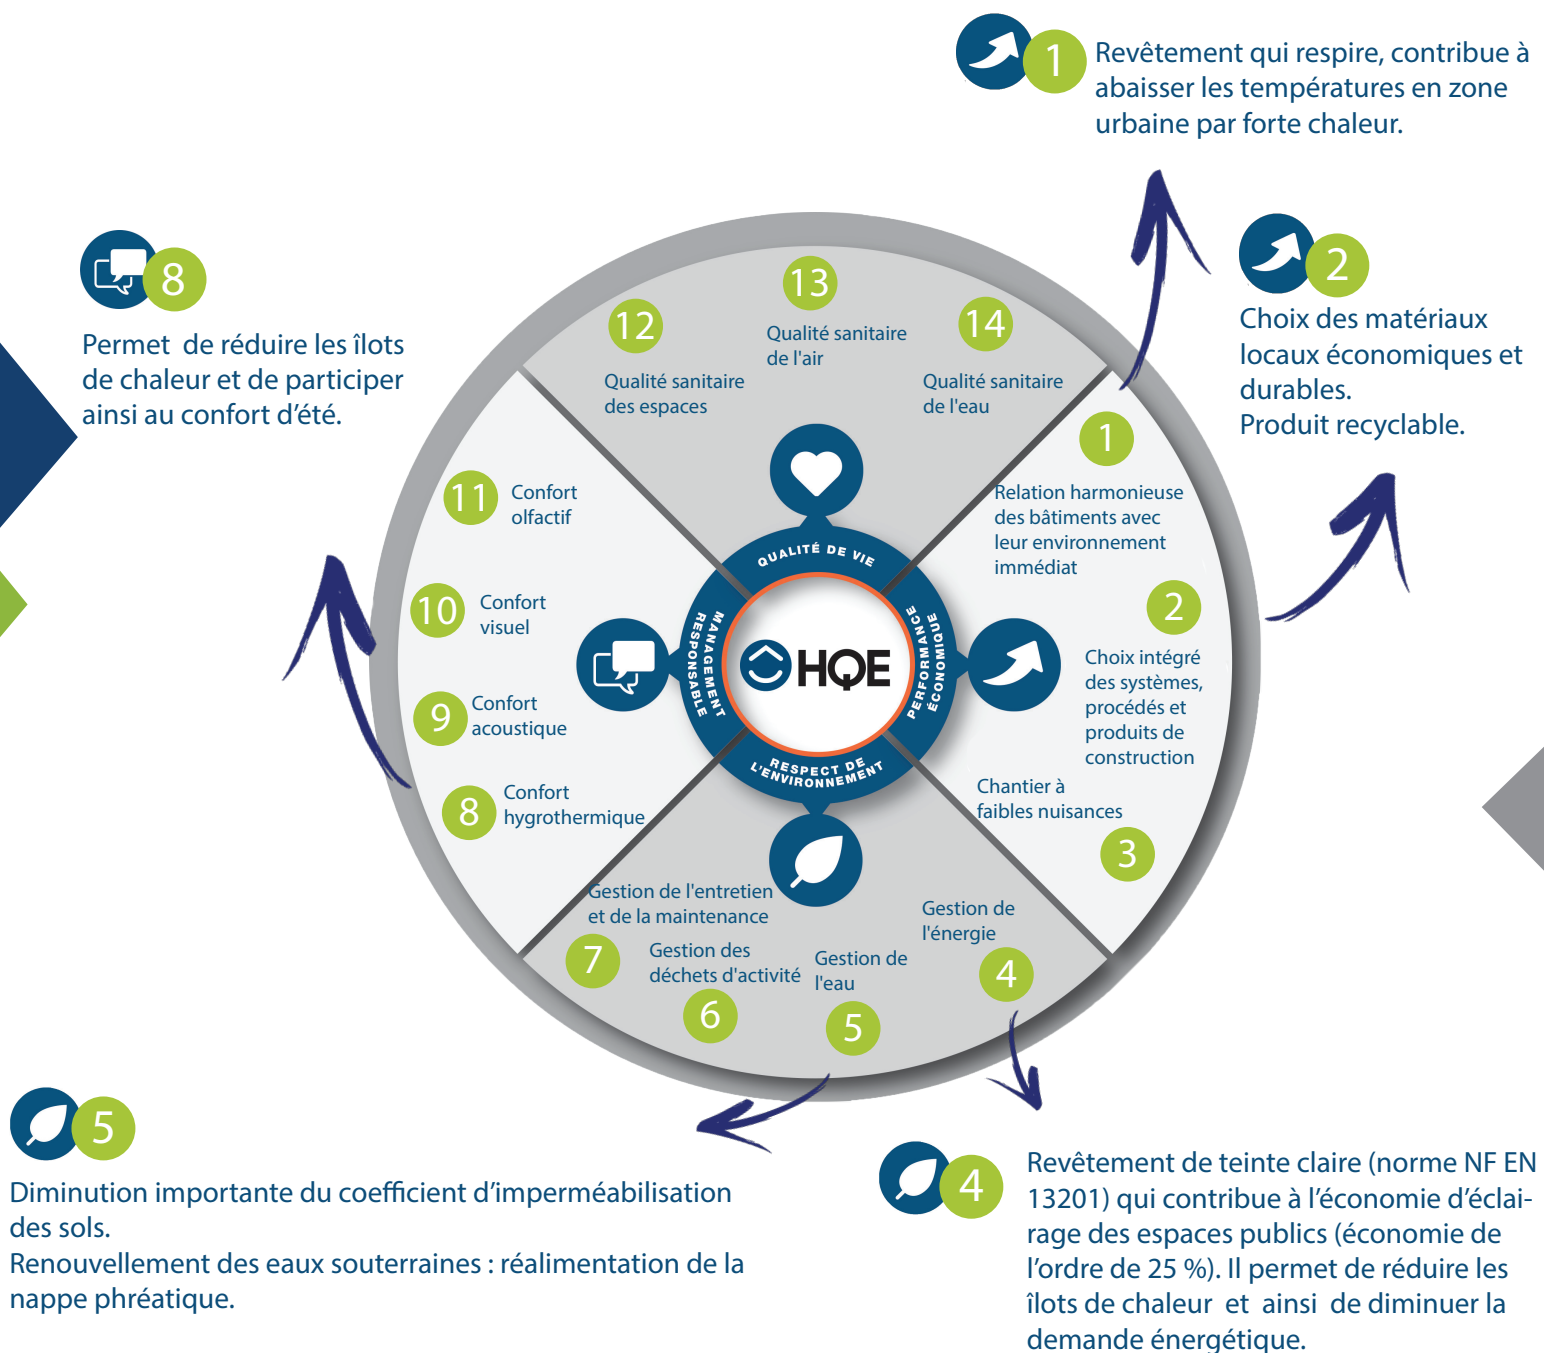 1
Revêtement qui respire, contribue à
abaisser les températures en zone
urbaine par forte chaleur.
2
Choix des matériaux
locaux économiques et
durables.
Produit recyclable.
8
Permet de réduire les îlots
de chaleur et de participer
ainsi au confort d’été.
12
Qualité sanitaire
des espaces
13
Qualité sanitaire
de l'air
14
Qualité sanitaire
de l'eau
1
Relation harmonieuse
des bâtiments avec
leur environnement
immédiat
2
Choix intégré
des systèmes,
procédés et
produits de
construction
Chantier à
faibles nuisances
3
11
Confort
olfactif
10
Confort
visuel
9
Confort
acoustique
8
Confort
hygrothermique
QUALITÉ DE VIE
MANAGEMENT
RESPONSABLE
HQE
PERFORMANCE
ÉCONOMIQUE
RESPECT DE
L'ENVIRONNEMENT
Gestion de l'entretien
et de la maintenance
7
Gestion des
déchets d'activité
6
Gestion de
l'eau
5
Gestion de
l'énergie
4
5
Diminution importante du coefficient d’imperméabilisation
des sols.
Renouvellement des eaux souterraines : réalimentation de la
nappe phréatique.
4
Revêtement de teinte claire (norme NF EN
13201) qui contribue à l’économie d’éclai-
rage des espaces publics (économie de
l’ordre de 25 %). Il permet de réduire les
îlots de chaleur et ainsi de diminuer la
demande énergétique.